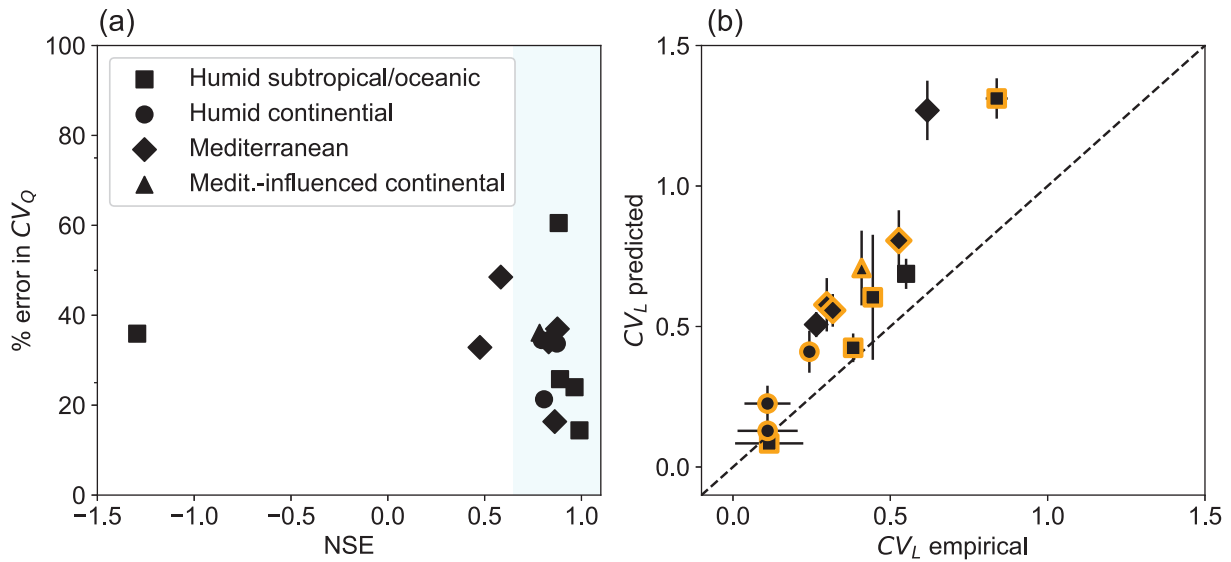 (a)
100
80
60
40
20
0
% error in CV_Q
Humid subtropical/oceanic
Humid continental
Mediterranean
Medit.-influenced continental
−1.5 −1.0 −0.5 0.0 0.5 1.0
NSE
(b)
1.5
1.0
0.5
0.0
CV_L predicted
0.0 0.5 1.0 1.5
CV_L empirical